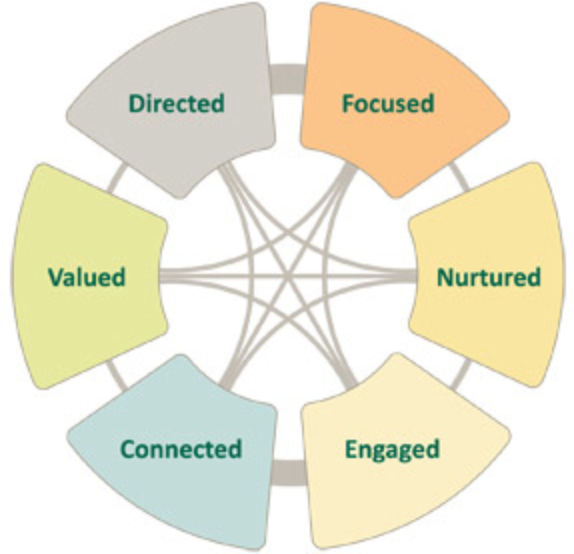 Directed
Focused
Valued
Nurtured
Connected
Engaged